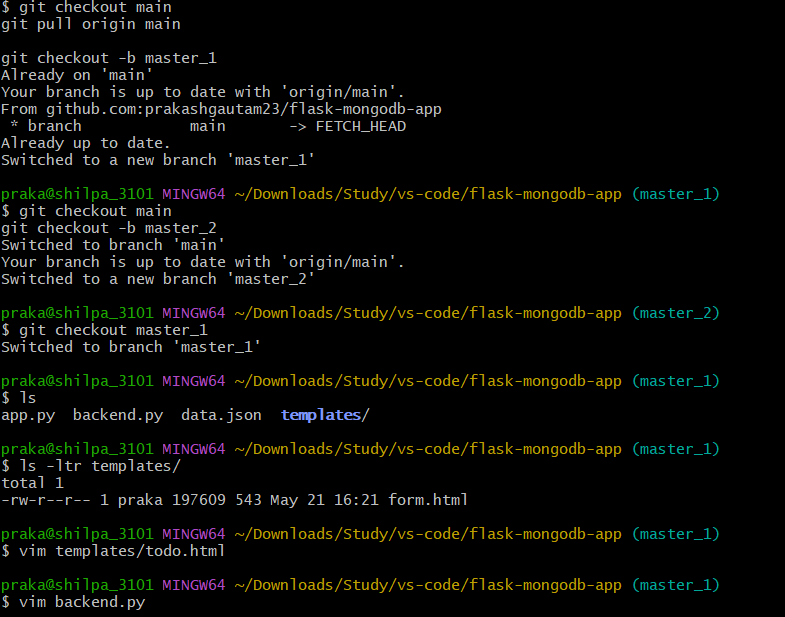 $ git checkout main
git pull origin main
git checkout -b master_1
Already on 'main'
Your branch is up to date with 'origin/main'.
From github.com:prakashgautam23/flask-mongodb-app
 * branch            main       -> FETCH_HEAD
Already up to date.
Switched to a new branch 'master_1'
praka@shilpa_3101 MINGW64 ~/Downloads/Study/vs-code/flask-mongodb-app (master_1)
$ git checkout main
git checkout -b master_2
Switched to branch 'main'
Your branch is up to date with 'origin/main'.
Switched to a new branch 'master_2'
praka@shilpa_3101 MINGW64 ~/Downloads/Study/vs-code/flask-mongodb-app (master_2)
$ git checkout master_1
Switched to branch 'master_1'
praka@shilpa_3101 MINGW64 ~/Downloads/Study/vs-code/flask-mongodb-app (master_1)
$ ls
app.py  backend.py  data.json  templates/
praka@shilpa_3101 MINGW64 ~/Downloads/Study/vs-code/flask-mongodb-app (master_1)
$ ls -ltr templates/
total 1
-rw-r--r-- 1 praka 197609 543 May 21 16:21 form.html
praka@shilpa_3101 MINGW64 ~/Downloads/Study/vs-code/flask-mongodb-app (master_1)
$ vim templates/todo.html
praka@shilpa_3101 MINGW64 ~/Downloads/Study/vs-code/flask-mongodb-app (master_1)
$ vim backend.py